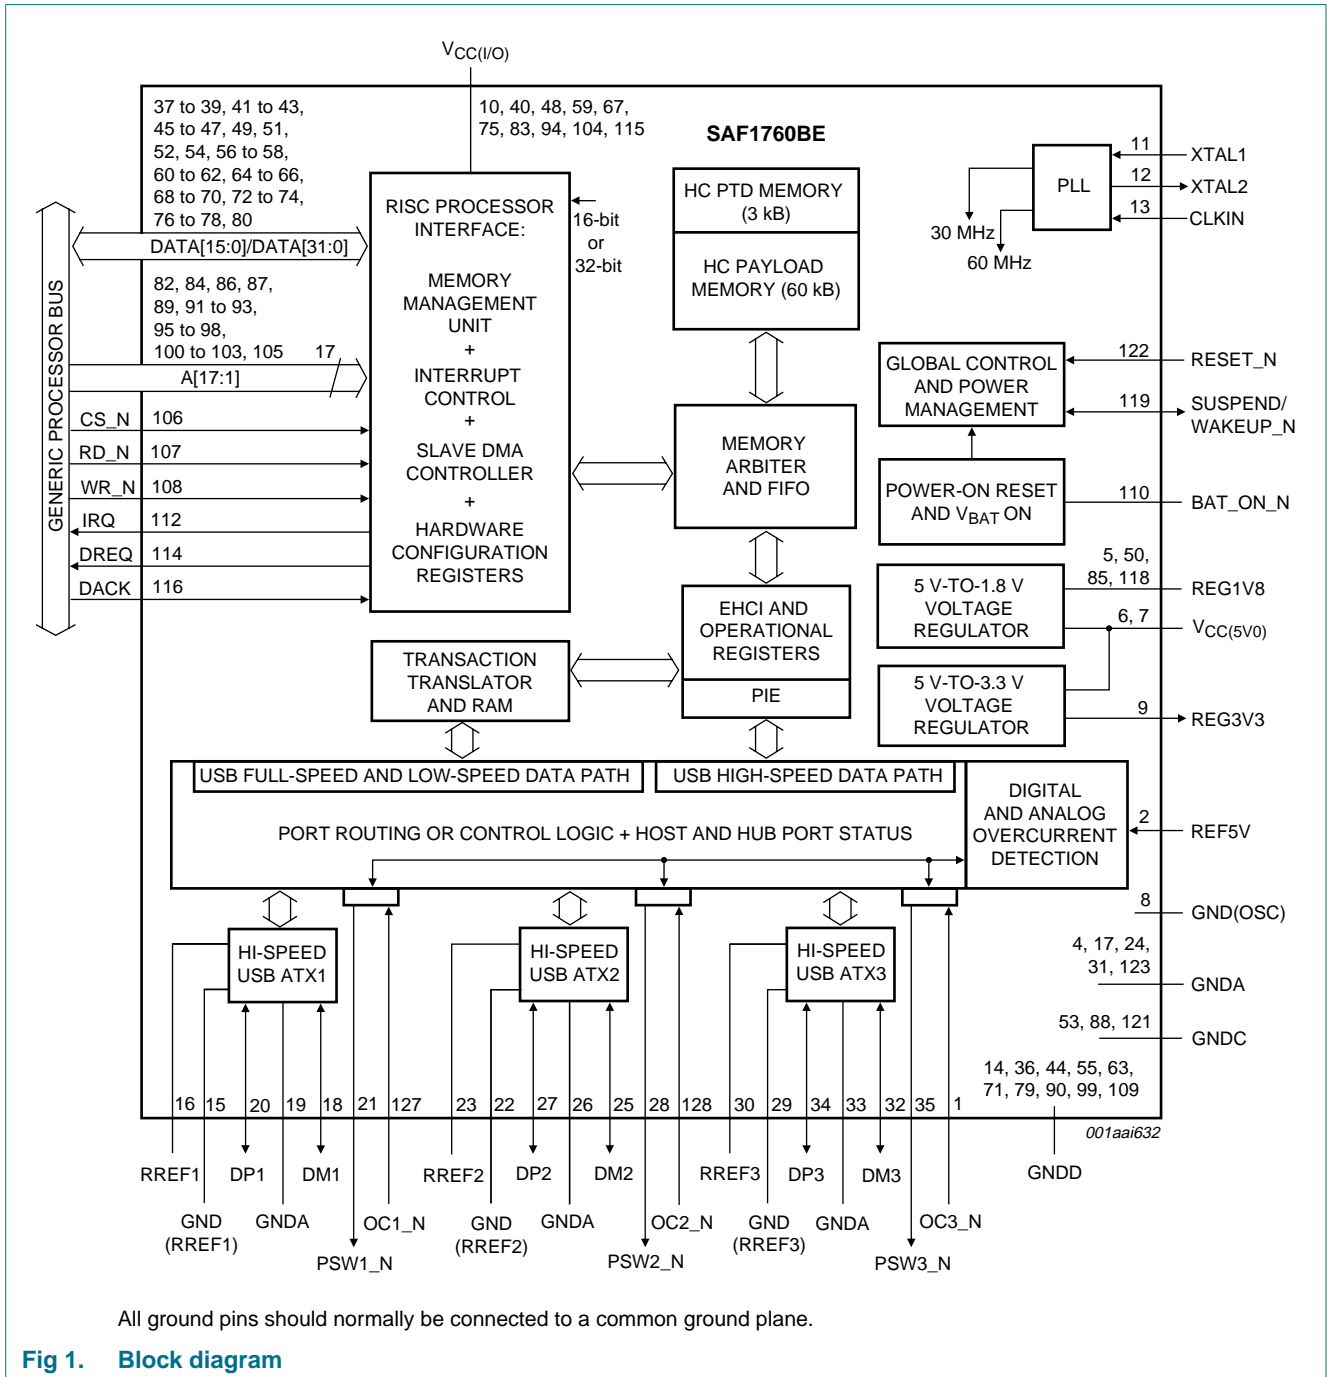 VCC(I/O)
37 to 39, 41 to 43,
45 to 47, 49, 51,
52, 54, 56 to 58,
60 to 62, 64 to 66,
68 to 70, 72 to 74,
76 to 78, 80
10, 40, 48, 59, 67,
75, 83, 94, 104, 115
SAF1760BE
DATA[15:0]/DATA[31:0]
82, 84, 86, 87,
89, 91 to 93,
95 to 98,
100 to 103, 105
17
A[17:1]
GENERIC PROCESSOR BUS
CS_N 106
RD_N 107
WR_N 108
IRQ 112
DREQ 114
DACK 116
RISC PROCESSOR
INTERFACE:
MEMORY
MANAGEMENT
UNIT
+
INTERRUPT
CONTROL
+
SLAVE DMA
CONTROLLER
+
HARDWARE
CONFIGURATION
REGISTERS
16-bit
or
32-bit
HC PTD MEMORY
(3 kB)
HC PAYLOAD
MEMORY (60 kB)
MEMORY
ARBITER
AND FIFO
EHCI AND
OPERATIONAL
REGISTERS
PIE
TRANSACTION
TRANSLATOR
AND RAM
PLL
30 MHz
60 MHz
11 XTAL1
12 XTAL2
13 CLKIN
GLOBAL CONTROL
AND POWER
MANAGEMENT
122 RESET_N
119 SUSPEND/
WAKEUP_N
POWER-ON RESET
AND VBAT ON
110 BAT_ON_N
5 V-TO-1.8 V
VOLTAGE
REGULATOR
5, 50,
85, 118 REG1V8
6, 7 VCC(5V0)
5 V-TO-3.3 V
VOLTAGE
REGULATOR
9 REG3V3
USB FULL-SPEED AND LOW-SPEED DATA PATH
USB HIGH-SPEED DATA PATH
PORT ROUTING OR CONTROL LOGIC + HOST AND HUB PORT STATUS
DIGITAL
AND ANALOG
OVERCURRENT
DETECTION
2 REF5V
8 GND(OSC)
4, 17, 24,
31, 123
GNDA
53, 88, 121
GNDC
14, 36, 44, 55, 63,
71, 79, 90, 99, 109
GNDD
001aai632
HI-SPEED
USB ATX1
HI-SPEED
USB ATX2
HI-SPEED
USB ATX3
16 15 20 19 18 21 127 23 22 27 26 25 28 128 30 29 34 33 32 35 1
RREF1 DP1 DM1 RREF2 DP2 DM2 RREF3 DP3 DM3
GND
(RREF1)
GNDA
OC1_N
PSW1_N
GND
(RREF2)
GNDA
OC2_N
PSW2_N
GND
(RREF3)
GNDA
OC3_N
PSW3_N
All ground pins should normally be connected to a common ground plane.
Fig 1. Block diagram